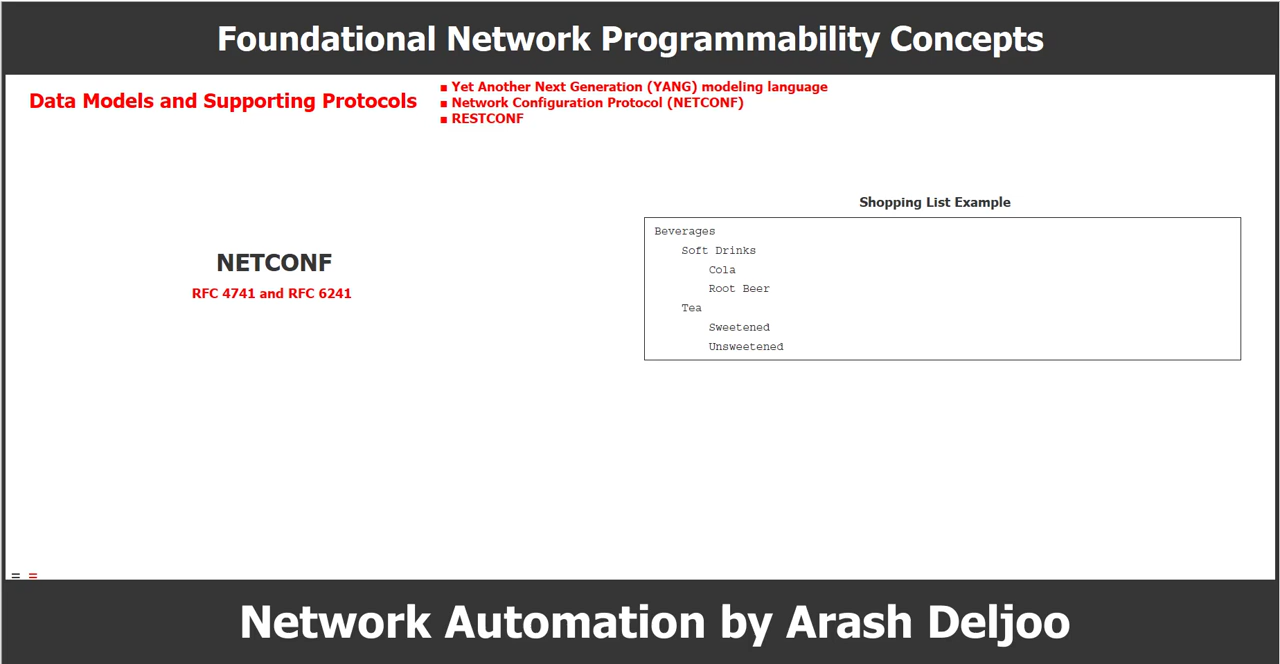 Foundational Network Programmability Concepts
Data Models and Supporting Protocols
▪ Yet Another Next Generation (YANG) modeling language
▪ Network Configuration Protocol (NETCONF)
▪ RESTCONF
NETCONF
RFC 4741 and RFC 6241
Shopping List Example
Beverages
Soft Drinks
Cola
Root Beer
Tea
Sweetened
Unsweetened
= =
Network Automation by Arash Deljoo